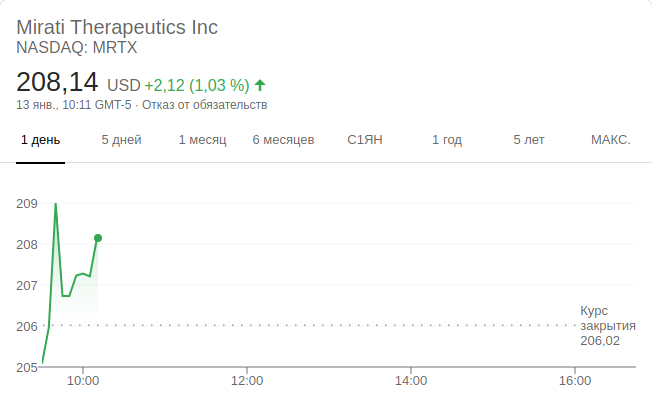 Mirati Therapeutics Inc
NASDAQ: MRTX
208,14 USD +2,12 (1,03 %)
13 янв., 10:11 GMT-5 · Отказ от обязательств
1 день 5 дней 1 месяц 6 месяцев С1ЯН 1 год 5 лет МАКС.
209
208
207
206
205
Курс
закрытия
206,02
10:00 12:00 14:00 16:00